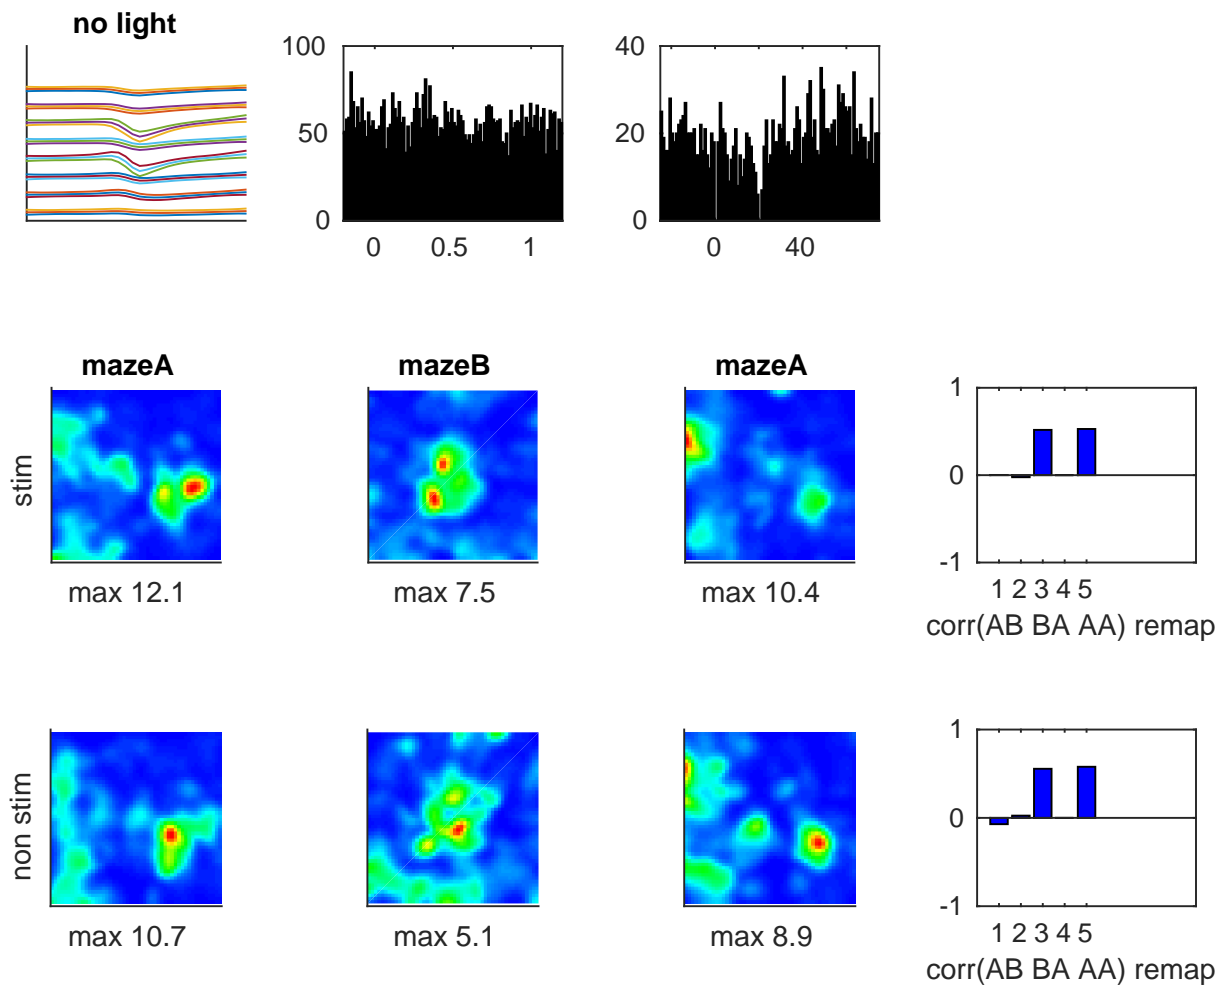 no light
100
50
0
0 0.5 1
40
20
0
0 40
mazeA mazeB mazeA
stim
max 12.1 max 7.5 max 10.4
1
0
-1
1 2 3 4 5
corr(AB BA AA) remap
non stim
max 10.7 max 5.1 max 8.9
1
0
-1
1 2 3 4 5
corr(AB BA AA) remap